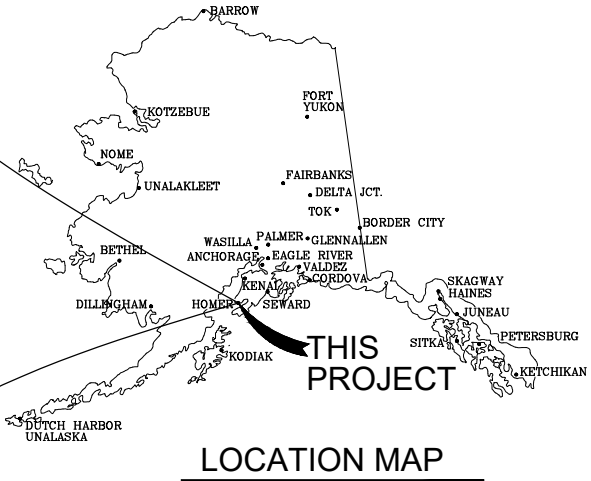 BARROW
FORT
YUKON
KOTZEBUE
NOME
FAIRBANKS
UNALAKLEET
DELTA JCT.
TOK
BORDER CITY
PALMER
WASILLA
GLENNALLEN
BETHEL
ANCHORAGE
EAGLE RIVER
VALDEZ
CORDOVA
KENAI
SKAGWAY
HAINES
DILLINGHAM
HOMER
SEWARD
JUNEAU
SITKA
PETERSBURG
THIS
PROJECT
KODIAK
KETCHIKAN
DUTCH HARBOR
UNALASKA
LOCATION MAP